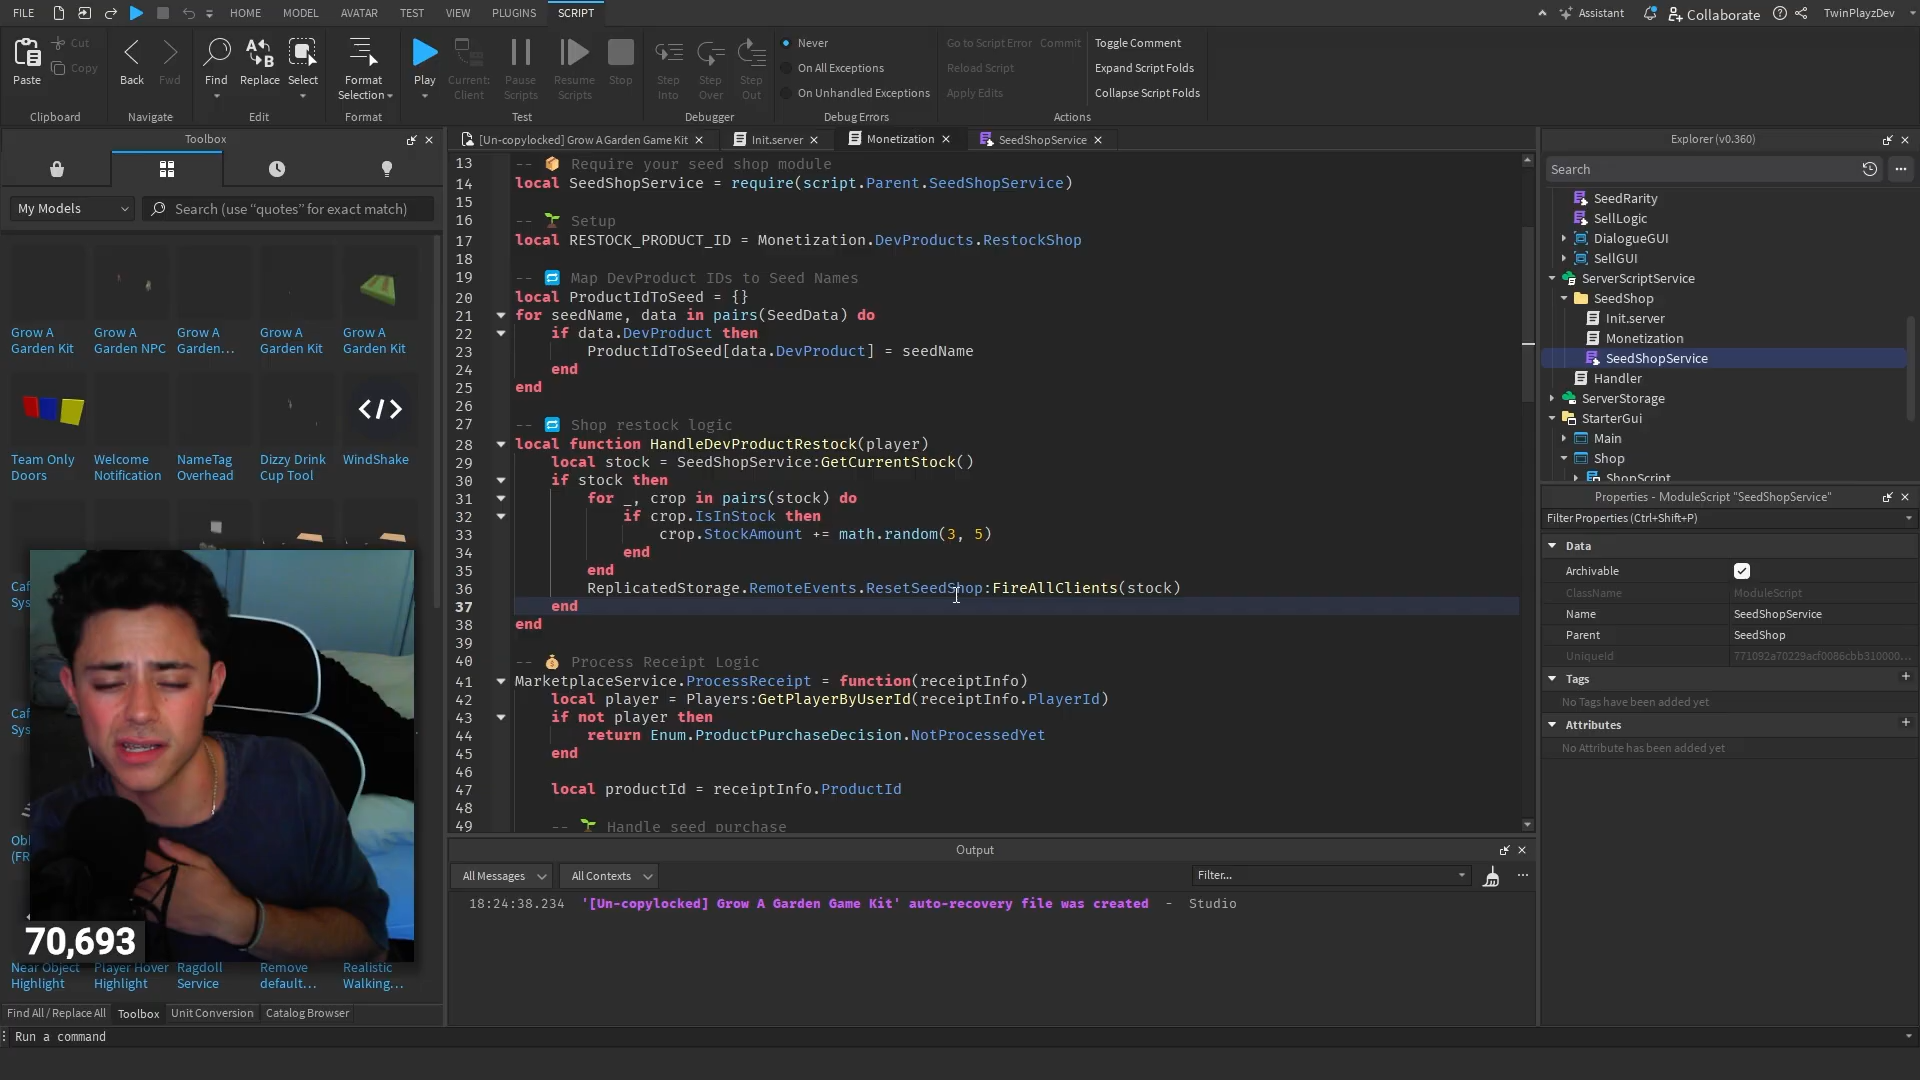 FILE HOME MODEL AVATAR TEST VIEW PLUGINS SCRIPT Assistant Collaborate TwinPlayzDev
Paste Cut Copy Back Fwd Find Replace Select Format Selection Play Current: Client Pause Scripts Resume Scripts Stop Step Into Step Over Step Out
Never Go to Script Error Commit Toggle Comment
On All Exceptions Reload Script Expand Script Folds
On Unhandled Exceptions Apply Edits Collapse Script Folds
Clipboard Navigate Edit Format Test Debugger Debug Errors Actions
Toolbox
My Models Search (use “quotes” for exact match)
Grow A Garden Kit Grow A Garden NPC Grow A Garden... Grow A Garden Kit Grow A Garden Kit
Team Only Doors Welcome Notification NameTag Overhead Dizzy Drink Cup Tool WindShake
70,693
Near Object Highlight Player Hover Highlight Ragdoll Service Remove default... Realistic Walking...
Find All / Replace All Toolbox Unit Conversion Catalog Browser
Run a command
[Un-copylocked] Grow A Garden Game Kit Init.server Monetization SeedShopService
13 -- 📦 Require your seed shop module
14 local SeedShopService = require(script.Parent.SeedShopService)
15
16 -- 🌱 Setup
17 local RESTOCK_PRODUCT_ID = Monetization.DevProducts.RestockShop
18
19 -- 🔁 Map DevProduct IDs to Seed Names
20 local ProductIdToSeed = {}
21 for seedName, data in pairs(SeedData) do
22 if data.DevProduct then
23 ProductIdToSeed[data.DevProduct] = seedName
24 end
25 end
26
27 -- 🔁 Shop restock logic
28 local function HandleDevProductRestock(player)
29 local stock = SeedShopService:GetCurrentStock()
30 if stock then
31 for _, crop in pairs(stock) do
32 if crop.IsInStock then
33 crop.StockAmount += math.random(3, 5)
34 end
35 end
36 ReplicatedStorage.RemoteEvents.ResetSeedShop:FireAllClients(stock)
37 end
38 end
39
40 -- 💰 Process Receipt Logic
41 MarketplaceService.ProcessReceipt = function(receiptInfo)
42 local player = Players:GetPlayerByUserId(receiptInfo.PlayerId)
43 if not player then
44 return Enum.ProductPurchaseDecision.NotProcessedYet
45 end
46
47 local productId = receiptInfo.ProductId
48
49 -- 🌱 Handle seed purchase
Output
All Messages All Contexts Filter...
18:24:38.234 '[Un-copylocked] Grow A Garden Game Kit' auto-recovery file was created - Studio
Explorer (v0.360)
Search
SeedRarity
SellLogic
DialogueGUI
SellGUI
ServerScriptService
SeedShop
Init.server
Monetization
SeedShopService
Handler
ServerStorage
StarterGui
Main
Shop
ShopScript
Properties - ModuleScript "SeedShopService"
Filter Properties (Ctrl+Shift+P)
Data
Archivable
ClassName ModuleScript
Name SeedShopService
Parent SeedShop
UniqueId 771092a70229acf0086cbb310000...
Tags
No Tags have been added yet
Attributes
No Attribute has been added yet